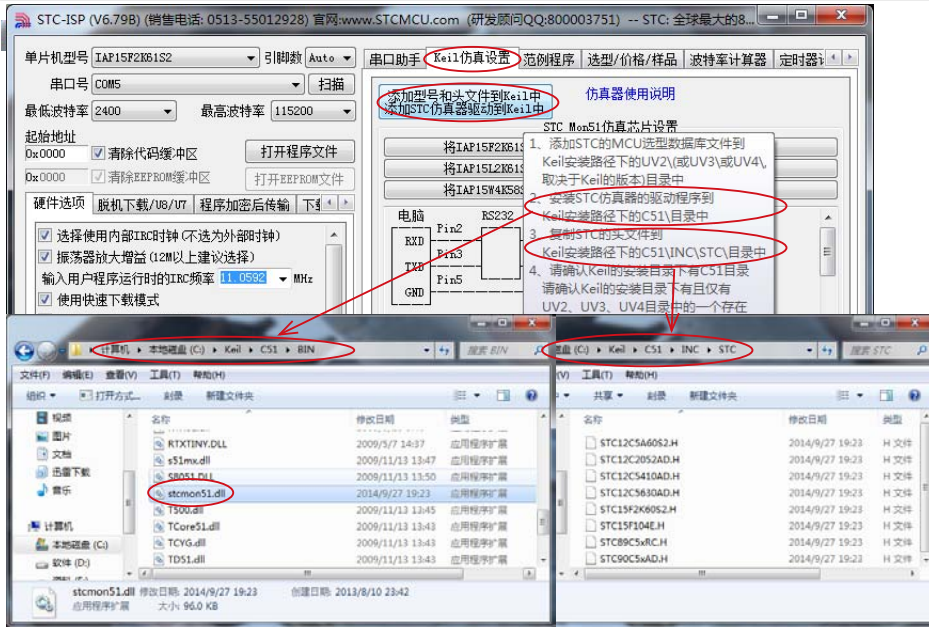 STC-ISP (V6.79B) (销售电话: 0513-55012928) 官网:www.STCMCU.com (研发顾问QQ:800003751) -- STC: 全球最大的8...
单片机型号 IAP15F2K61S2 引脚数 Auto
串口号 COM5 扫描
最低波特率 2400 最高波特率 115200
起始地址
0x0000 清除代码缓冲区 打开程序文件
0x0000 清除EEPROM缓冲区 打开EEPROM文件
硬件选项 脱机下载/U8/U7 程序加密后传输
选择使用内部IRC时钟(不选为外部时钟)
振荡器放大增益(12M以上建议选择)
输入用户程序运行时的IRC频率 11.0592 MHz
使用快速下载模式
串口助手 Keil仿真设置 范例程序 选型/价格/样品 波特率计算器 定时器
添加型号和头文件到Keil中
添加STC仿真器驱动到Keil中
仿真器使用说明
STC Mon51仿真芯片设置
将IAP15F2K61S
将IAP15L2K61S
将IAP15W4K58S
电脑 RS232
RXD Pin2
TXD Pin3
GND Pin5
1、添加STC的MCU选型数据库文件到
Keil安装路径下的UV2\(或UV3\或UV4\,
取决于Keil的版本)目录中
2、安装STC仿真器的驱动程序到
Keil安装路径下的C51\目录中
3、复制STC的头文件到
Keil安装路径下的C51\INC\STC\目录中
4、请确认Keil的安装目录下有C51目录
请确认Keil的安装目录下有且仅有
UV2、UV3、UV4目录中的一个存在
计算机 本地磁盘 (C:) Keil C51 BIN 搜索 BIN
文件(F) 编辑(E) 查看(V) 工具(T) 帮助(H)
组织 打开方式... 刻录 新建文件夹
视频
图片
文档
迅雷下载
音乐
计算机
本地磁盘 (C:)
软件 (D:)
名称 修改日期 类型
RTXTINY.DLL 2009/5/7 14:37 应用程序扩展
s51mx.dll 2009/11/13 13:47 应用程序扩展
S8051.DLL 2009/11/13 13:50 应用程序扩展
stcmon51.dll 2014/9/27 19:23 应用程序扩展
T500.dll 2009/11/13 13:45 应用程序扩展
TCore51.dll 2009/11/13 13:43 应用程序扩展
TCYG.dll 2009/11/13 13:43 应用程序扩展
TD51.dll 2009/11/13 13:43 应用程序扩展
stcmon51.dll 修改日期: 2014/9/27 19:23 创建日期: 2013/8/10 23:42
应用程序扩展 大小: 96.0 KB
磁盘 (C:) Keil C51 INC STC 搜索 STC
(V) 工具(T) 帮助(H)
共享 刻录 新建文件夹
名称 修改日期 类型
STC12C5A60S2.H 2014/9/27 19:23 H 文件
STC12C2052AD.H 2014/9/27 19:23 H 文件
STC12C5410AD.H 2014/9/27 19:23 H 文件
STC12C5630AD.H 2014/9/27 19:23 H 文件
STC15F2K60S2.H 2014/9/27 19:23 H 文件
STC15F104E.H 2014/9/27 19:23 H 文件
STC89C5xRC.H 2014/9/27 19:23 H 文件
STC90C5xAD.H 2014/9/27 19:23 H 文件